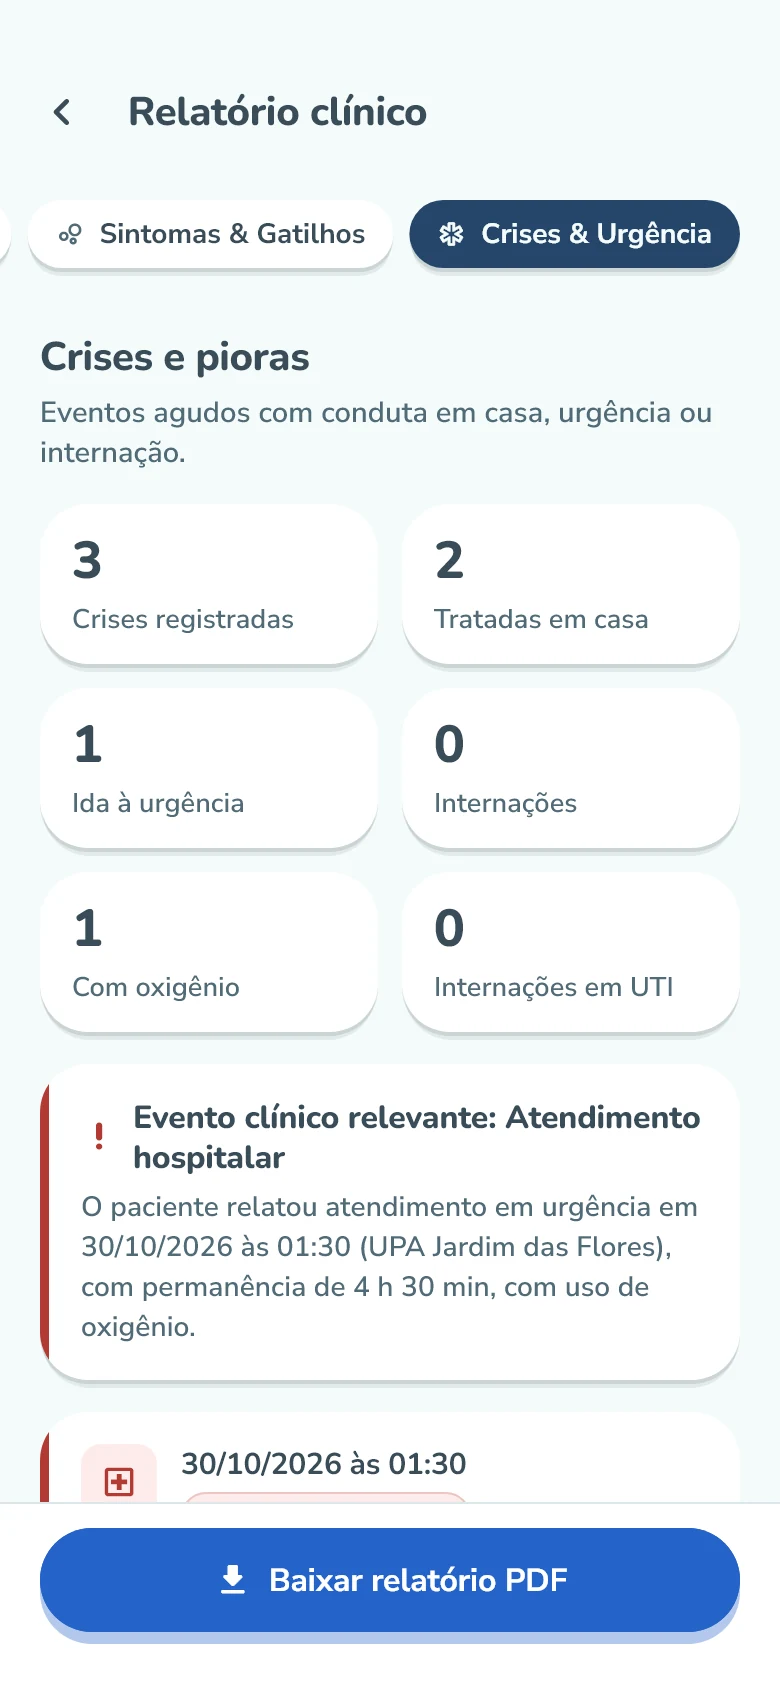 Relatório clínico
Sintomas & Gatilhos
Crises & Urgência
Crises e pioras
Eventos agudos com conduta em casa, urgência ou
internação.
3
Crises registradas
2
Tratadas em casa
1
Ida à urgência
0
Internações
1
Com oxigênio
0
Internações em UTI
Evento clínico relevante: Atendimento
hospitalar
O paciente relatou atendimento em urgência em
30/10/2026 às 01:30 (UPA Jardim das Flores),
com permanência de 4 h 30 min, com uso de
oxigênio.
30/10/2026 às 01:30
Baixar relatório PDF